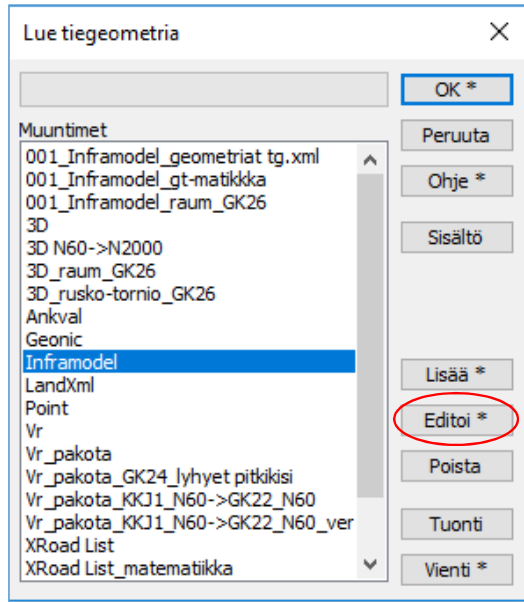 Lue tiegeometria
OK *
Muuntimet
Peruuta
001_Inframodel_geometriat tg.xml
001_Inframodel_gt-matikkka
001_Inframodel_raum_GK26
3D
3D N60->N2000
3D_raum_GK26
3D_rusko-tornio_GK26
Ankval
Geonic
Inframodel
LandXml
Point
Vr
Vr_pakota
Vr_pakota_GK24_lyhyet pitkikisi
Vr_pakota_KKJ1_N60->GK22_N60
Vr_pakota_KKJ1_N60->GK22_N60_ver
XRoad List
XRoad List_matematiikka
Ohje *
Sisältö
Lisää *
Editoi *
Poista
Tuonti
Vienti *